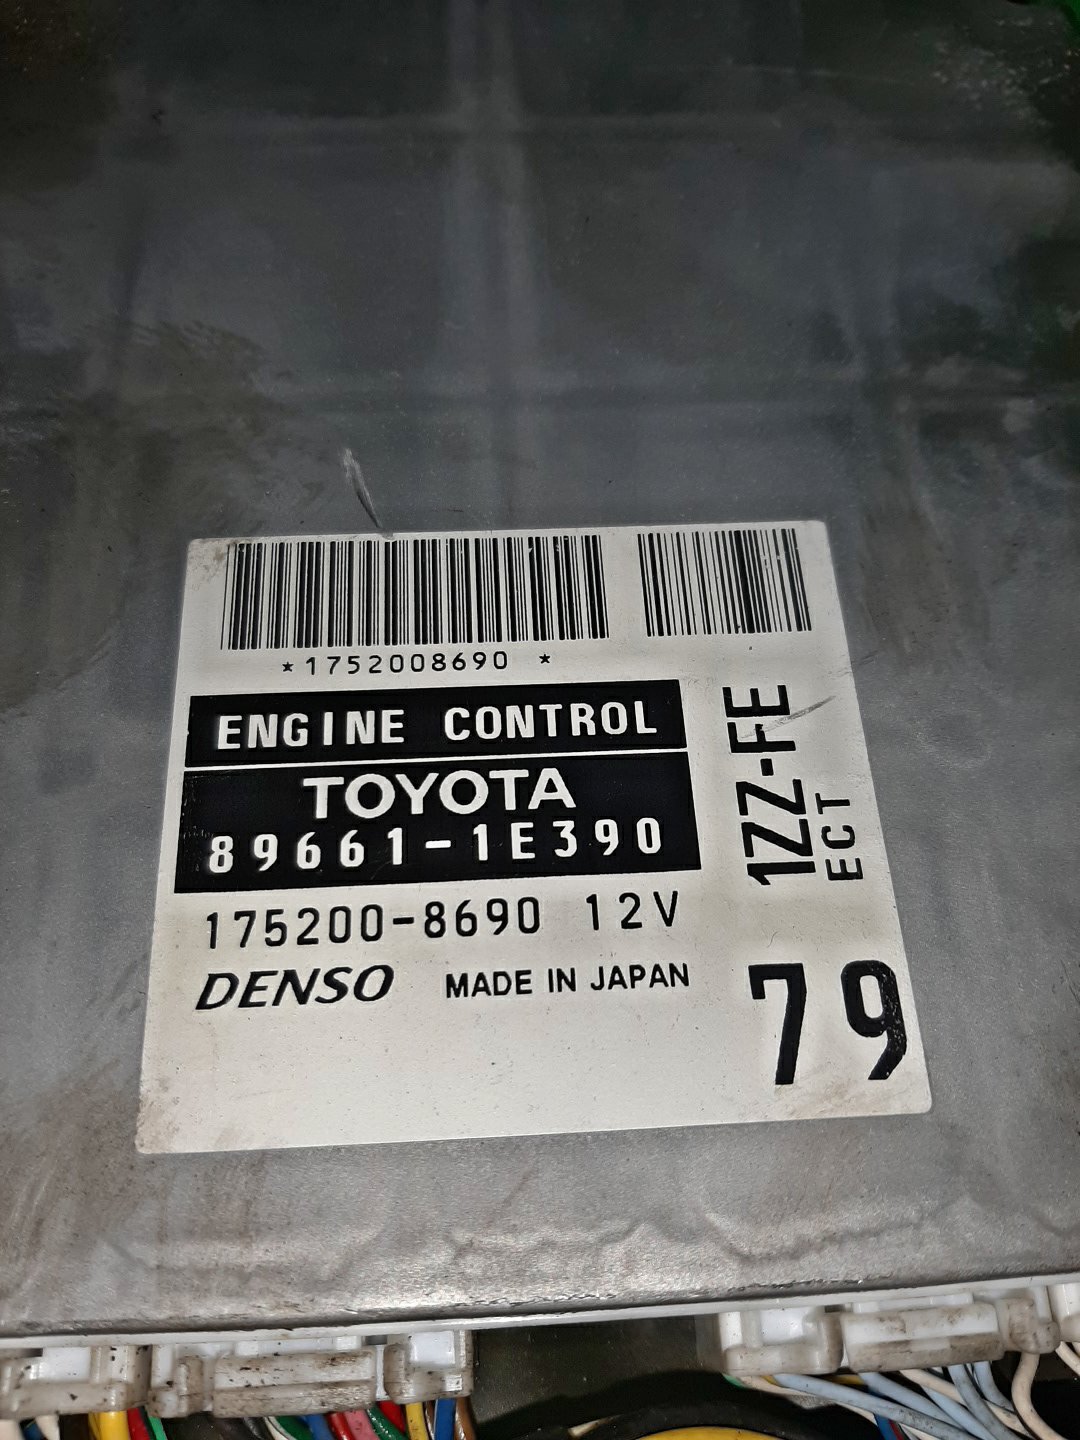 *1752008690 *
ENGINE CONTROL
TOYOTA
89661-1E390
175200-8690 12V
DENSO MADE IN JAPAN
1ZZ-FE
ECT
79